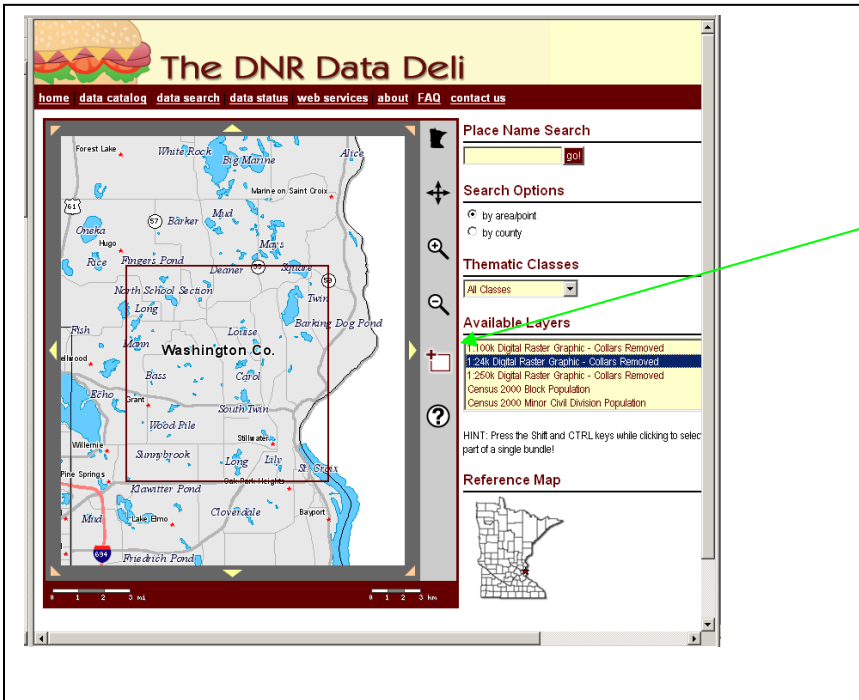 The DNR Data Deli
home data catalog data search data status web services about FAQ contact us
Forest Lake
White Rock
Big Marine
Alice
Marine on Saint Croix
61
57
Barker
Mud
Oneka
Hugo
Mays
Rice
Fingers Pond
Deaner
55
Square
59
North School Section
Twin
Long
Fish
Louise
Barking Dog Pond
Mann
Washington Co.
ellwood
Bass
Carol
Echo
Grant
South Twin
Wood Pile
Stillwater
Willernie
Sunnybrook
Long
Lily
St. Croix
Pine Springs
Oak Park Heights
Klawitter Pond
Mud
Lake Elmo
Cloverdale
Bayport
694
Friedrich Pond
0 1 2 3 mi
0 1 2 3 km
Place Name Search
go!
Search Options
by area/point
by county
Thematic Classes
All Classes
Available Layers
1:100k Digital Raster Graphic - Collars Removed
1:24k Digital Raster Graphic - Collars Removed
1:250k Digital Raster Graphic - Collars Removed
Census 2000 Block Population
Census 2000 Minor Civil Division Population
HINT: Press the Shift and CTRL keys while clicking to selec
part of a single bundle!
Reference Map